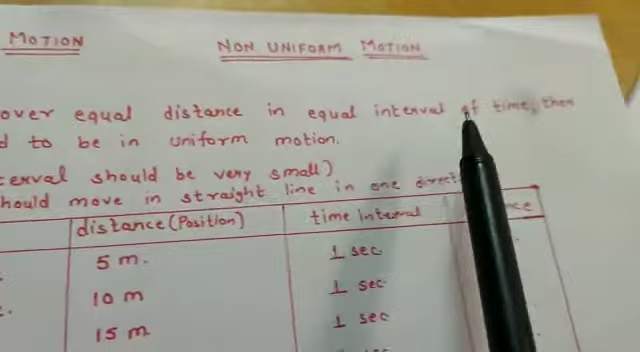 MOTION NON UNIFORM MOTION
over equal distance in equal interval of time, then
d to be in uniform motion.
terval should be very small)
hould move in straight line in one direct
distance (Position) time interval
5 m. 1 sec
10 m 1 sec
15 m 1 sec